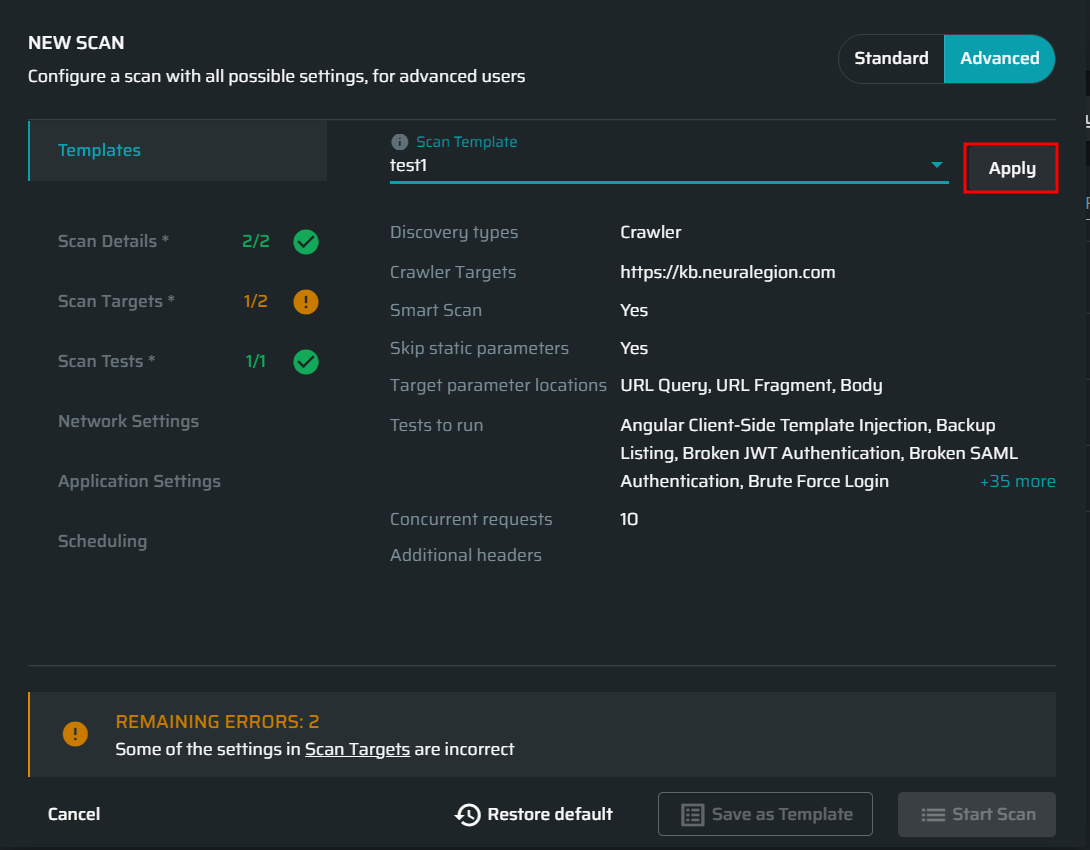 NEW SCAN
Configure a scan with all possible settings, for advanced users
Standard
Advanced
Templates
Scan Template
test1
Apply
Scan Details * 2/2
Scan Targets * 1/2
Scan Tests * 1/1
Network Settings
Application Settings
Scheduling
Discovery types Crawler
Crawler Targets https://kb.neuralegion.com
Smart Scan Yes
Skip static parameters Yes
Target parameter locations URL Query, URL Fragment, Body
Tests to run Angular Client-Side Template Injection, Backup
Listing, Broken JWT Authentication, Broken SAML
Authentication, Brute Force Login +35 more
Concurrent requests 10
Additional headers
REMAINING ERRORS: 2
Some of the settings in Scan Targets are incorrect
Cancel
Restore default
Save as Template
Start Scan